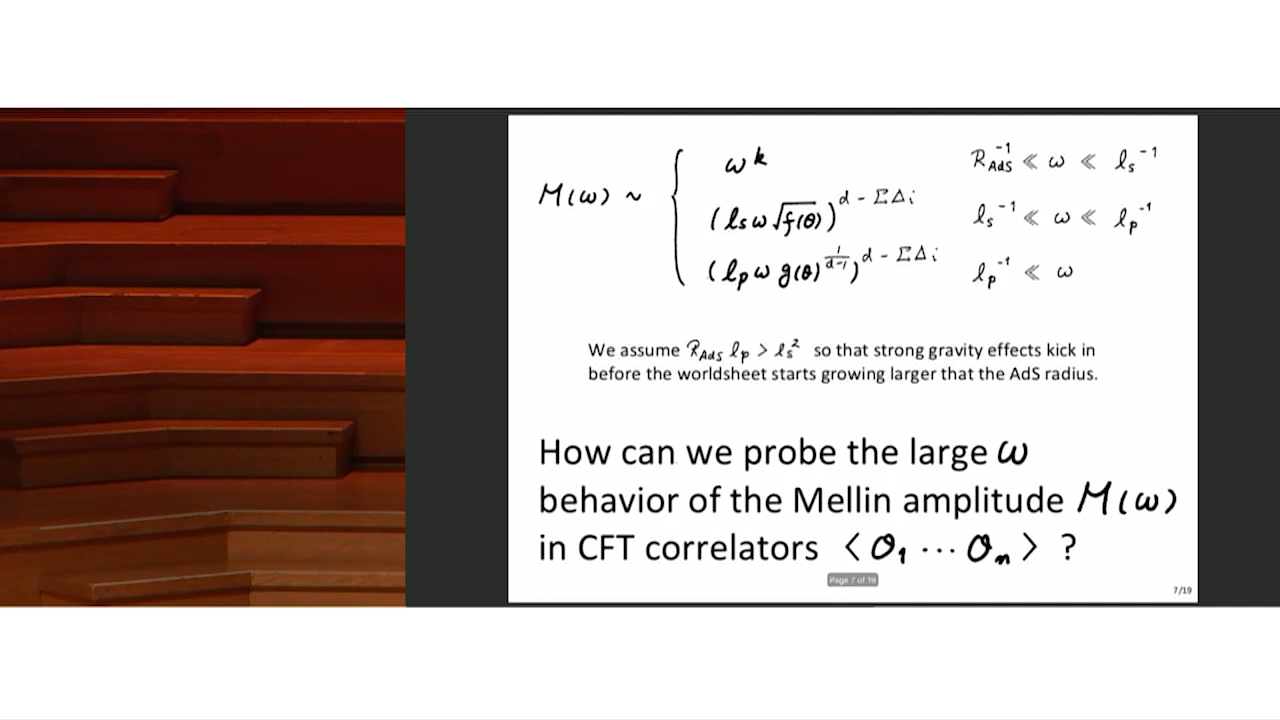 M(ω) ~ { ω^k    R_AdS^{-1} ≪ ω ≪ l_s^{-1}
(l_s ω √f(θ))^{d - ΣΔ_i}    l_s^{-1} ≪ ω ≪ l_p^{-1}
(l_p ω g(θ)^{1/(d-1)})^{d - ΣΔ_i}    l_p^{-1} ≪ ω
We assume R_AdS l_p > l_s^2 so that strong gravity effects kick in
before the worldsheet starts growing larger that the AdS radius.
How can we probe the large ω
behavior of the Mellin amplitude M(ω)
in CFT correlators ⟨O_1 ⋯ O_n⟩ ?
Page 7 of 19
7/19